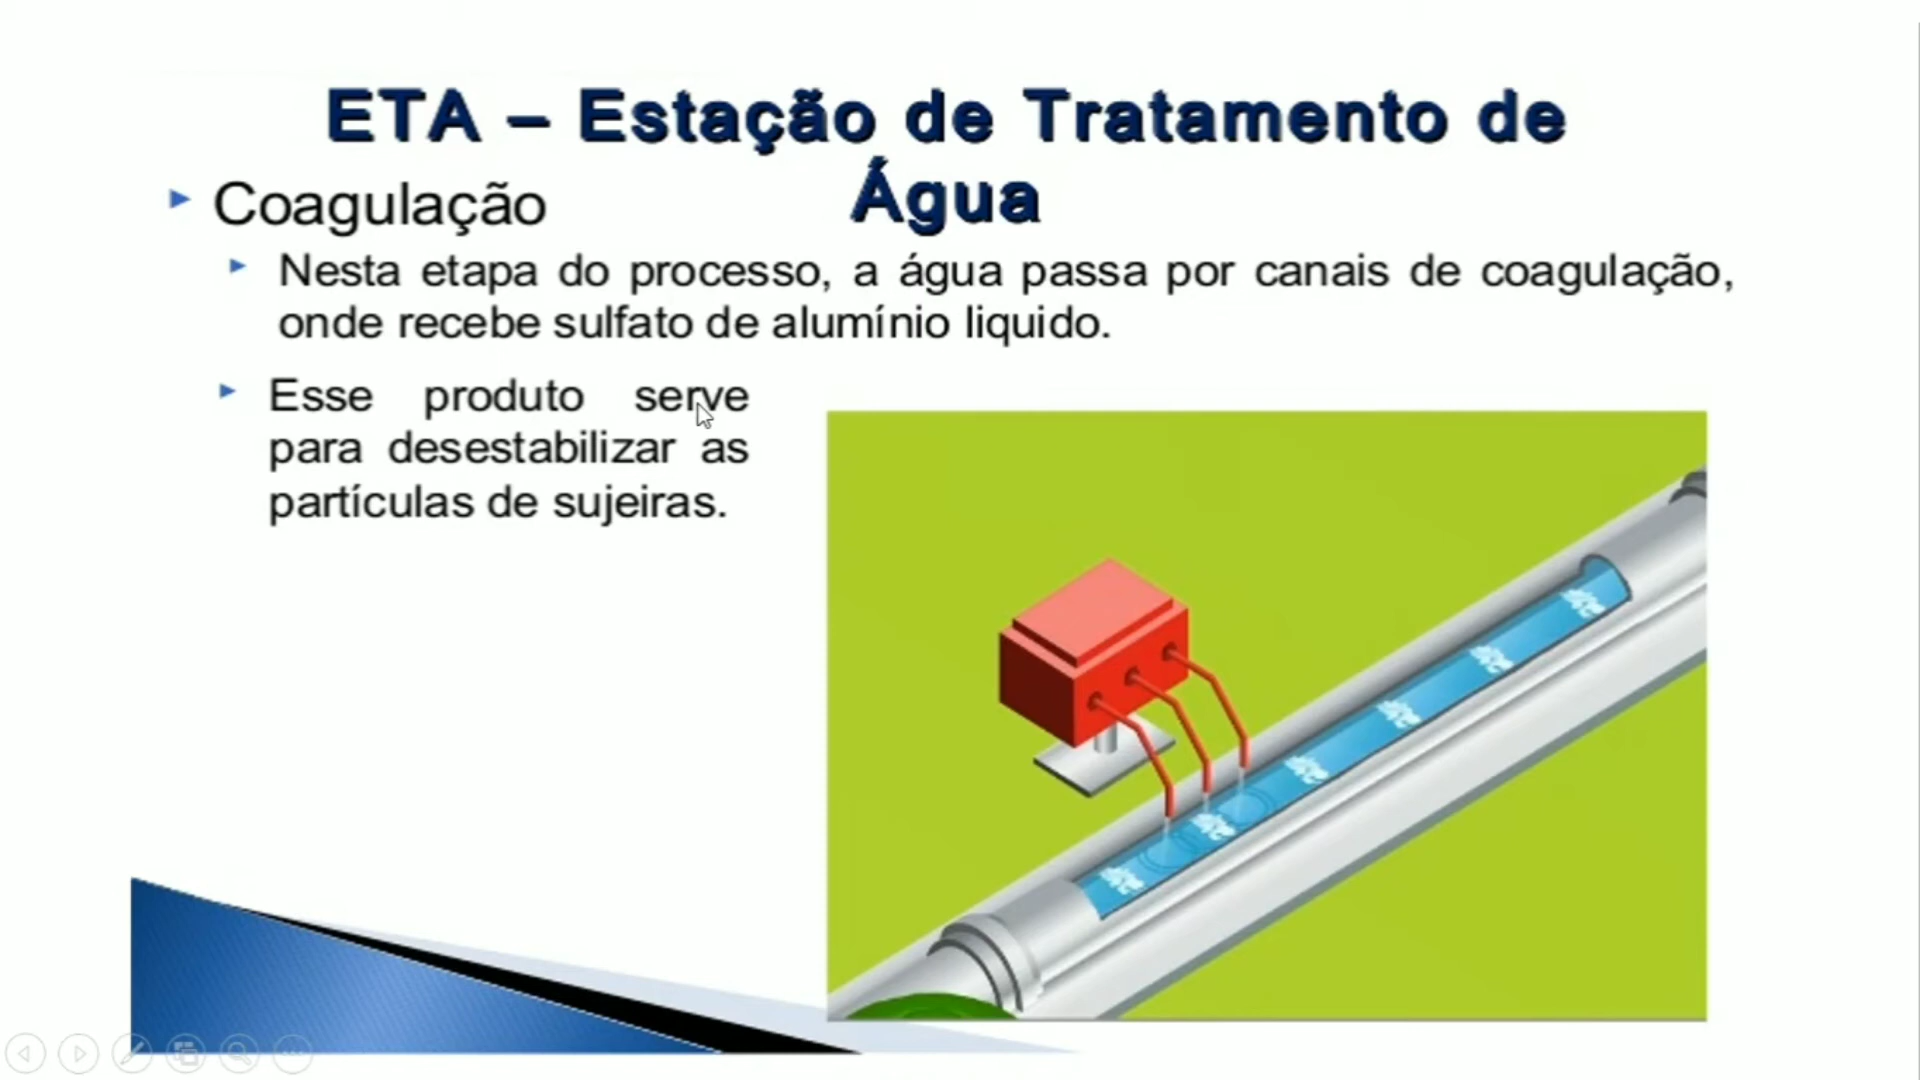 ETA – Estação de Tratamento de
Água
Coagulação
Nesta etapa do processo, a água passa por canais de coagulação,
onde recebe sulfato de alumínio liquido.
Esse produto serve
para desestabilizar as
partículas de sujeiras.